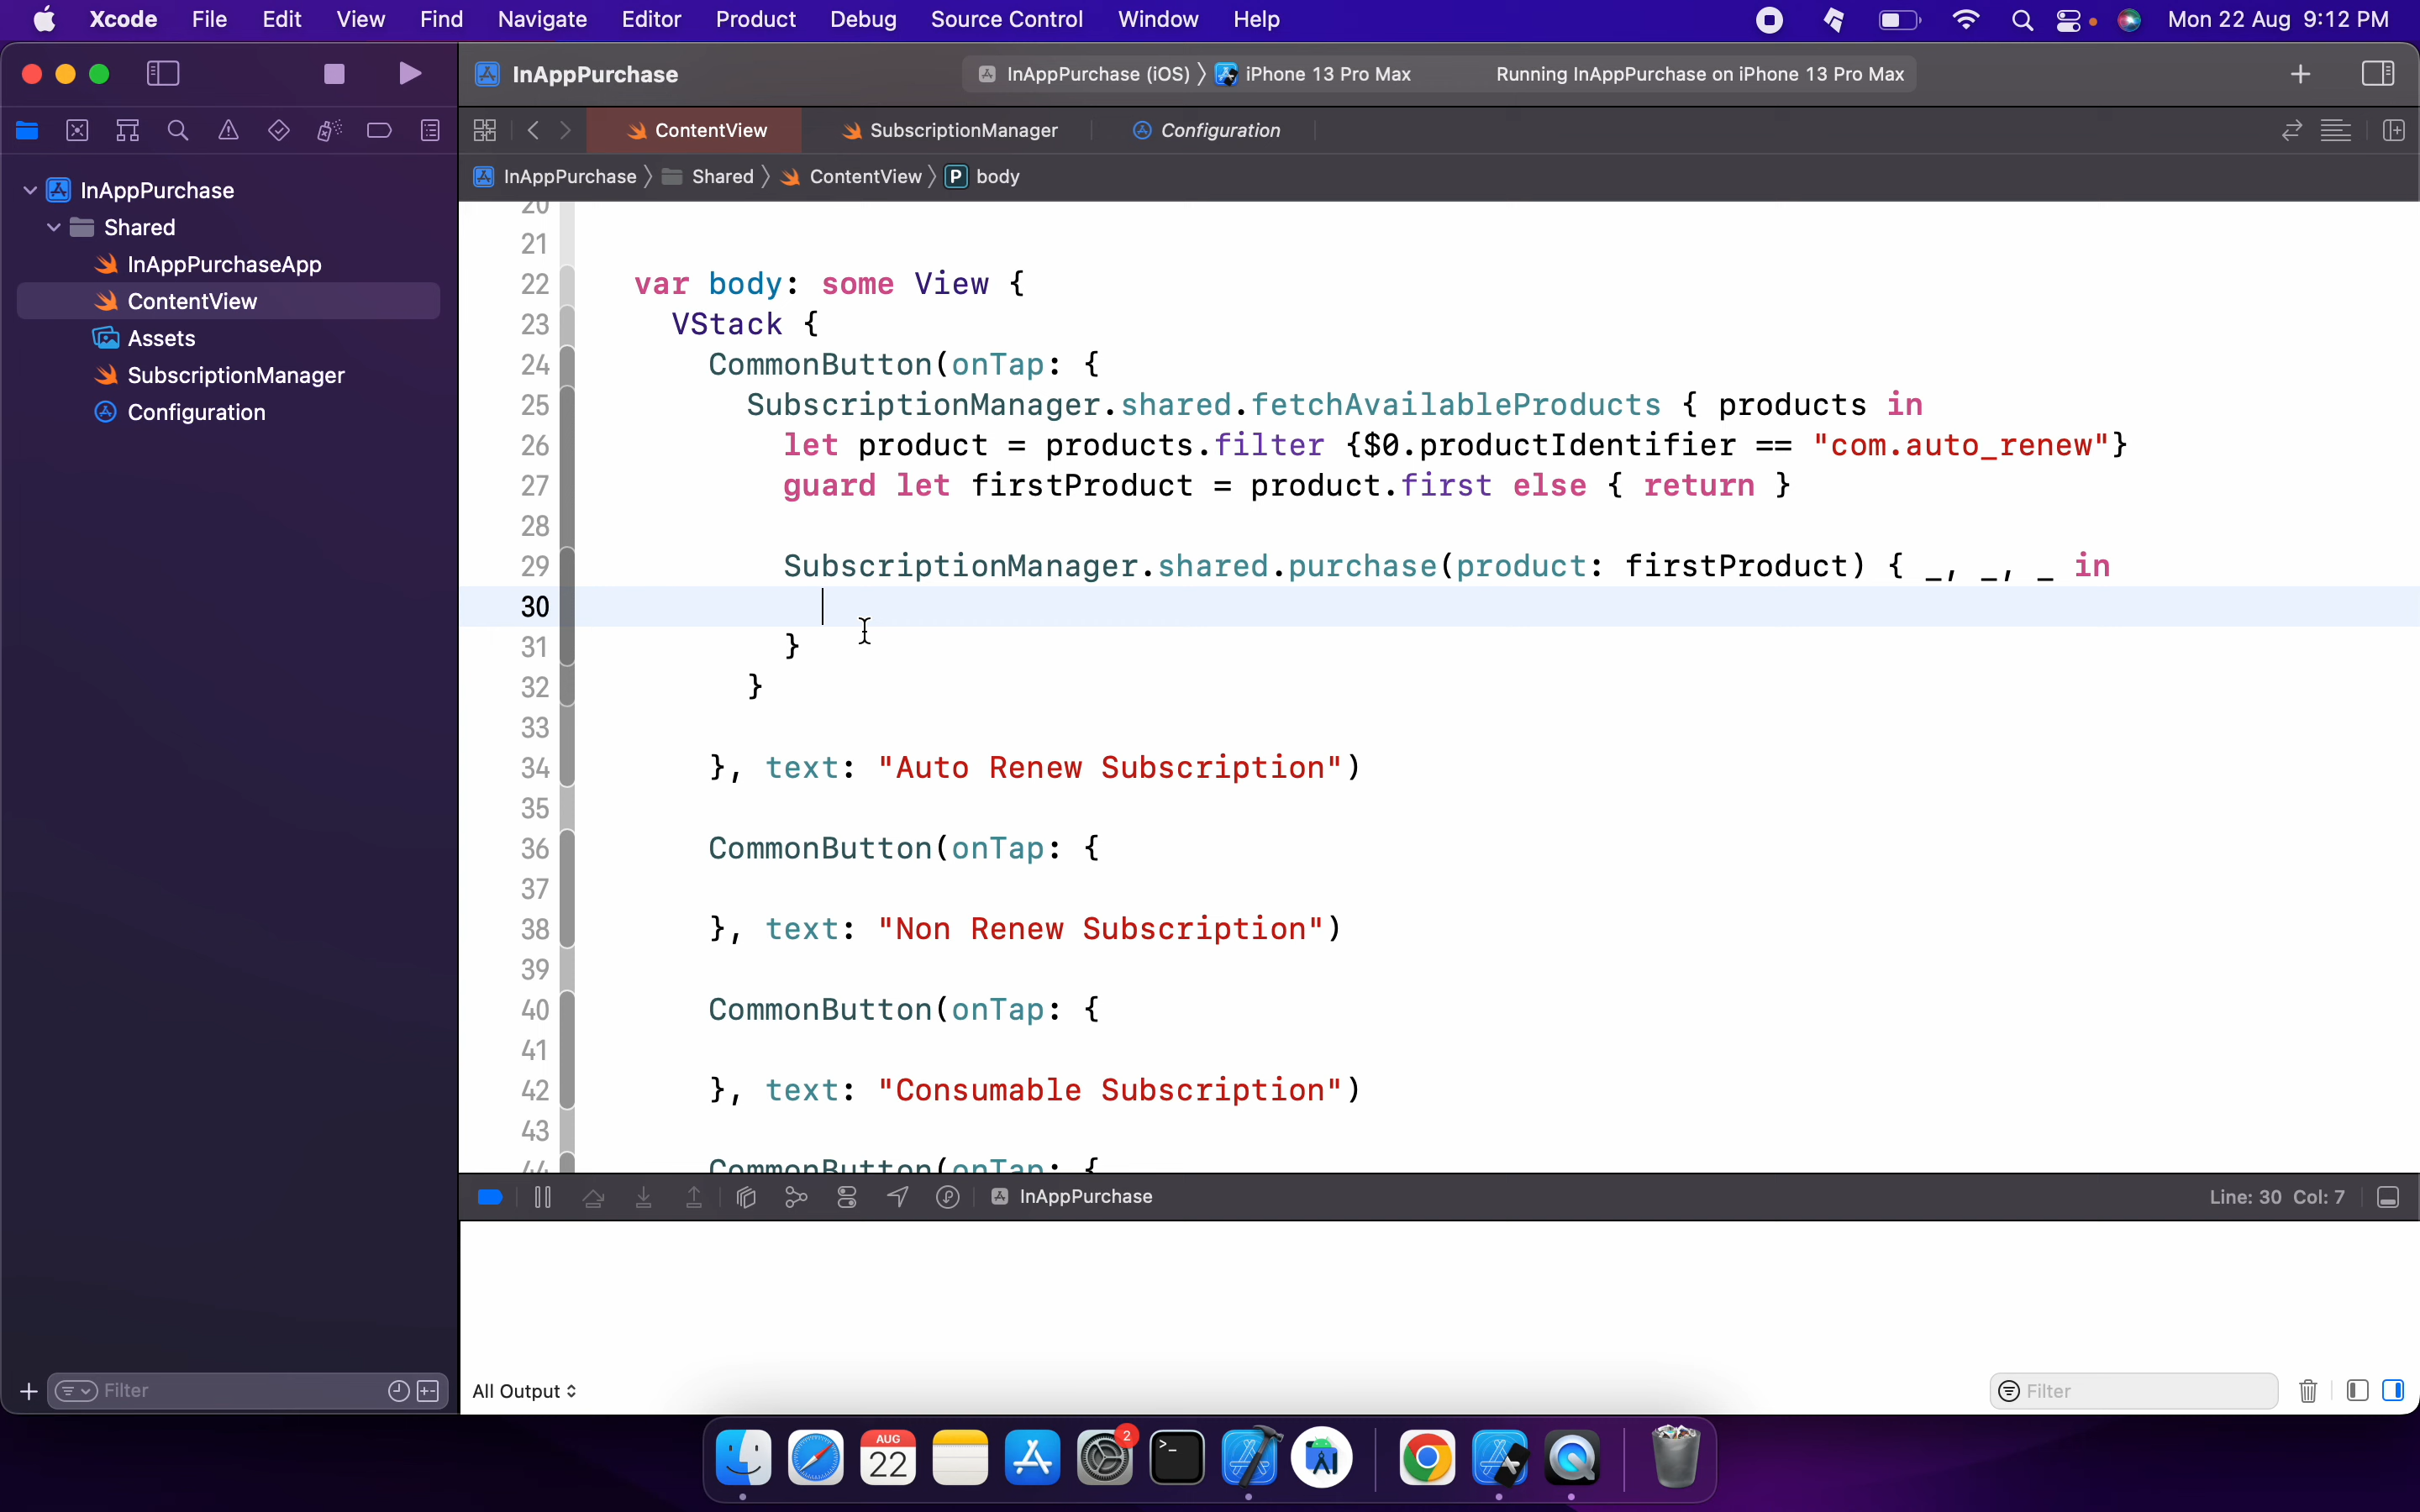 Xcode File Edit View Find Navigate Editor Product Debug Source Control Window Help Mon 22 Aug 9:12 PM
InAppPurchase InAppPurchase (iOS) 〉 iPhone 13 Pro Max Running InAppPurchase on iPhone 13 Pro Max
ContentView SubscriptionManager Configuration
InAppPurchase 〉 Shared 〉 ContentView 〉 P body
InAppPurchase
Shared
InAppPurchaseApp
ContentView
Assets
SubscriptionManager
Configuration
Filter
20
21
22 var body: some View {
23 VStack {
24 CommonButton(onTap: {
25 SubscriptionManager.shared.fetchAvailableProducts { products in
26 let product = products.filter {$0.productIdentifier == "com.auto_renew"}
27 guard let firstProduct = product.first else { return }
28
29 SubscriptionManager.shared.purchase(product: firstProduct) { _, _, _ in
30
31 }
32 }
33
34 }, text: "Auto Renew Subscription")
35
36 CommonButton(onTap: {
37
38 }, text: "Non Renew Subscription")
39
40 CommonButton(onTap: {
41
42 }, text: "Consumable Subscription")
43
44 CommonButton(onTap: {
InAppPurchase Line: 30 Col: 7
All Output Filter
AUG
22
2